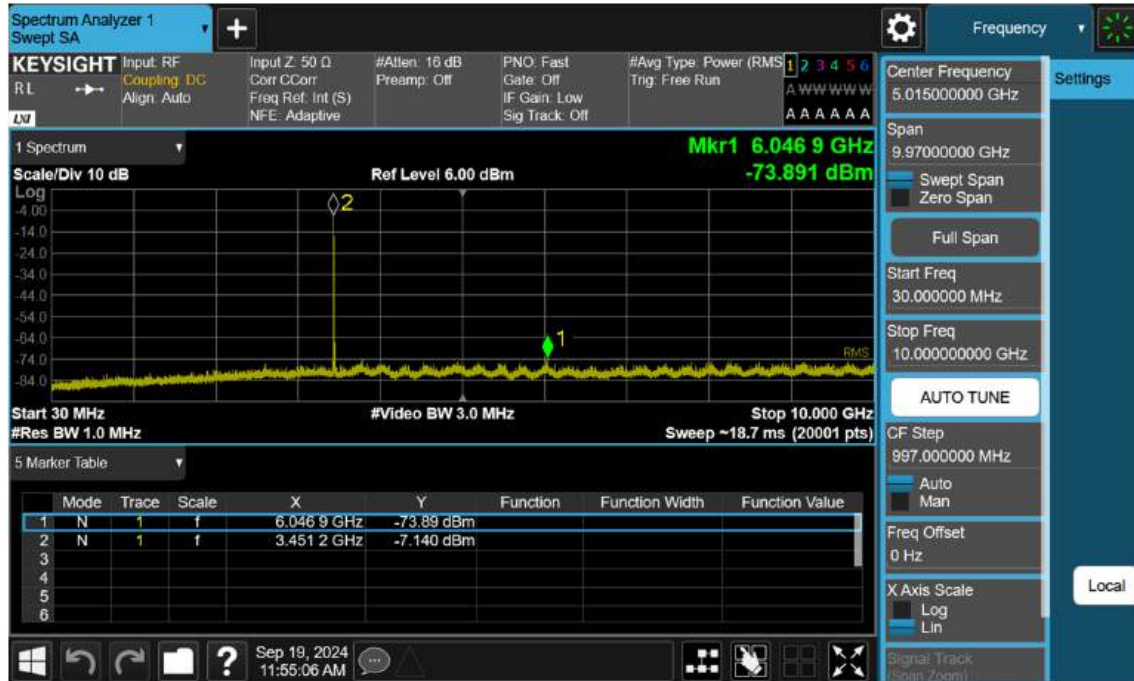 Spectrum Analyzer 1
Swept SA
+
Frequency
KEYSIGHT
RL
LXI
Input: RF
Coupling: DC
Align: Auto
Input Z: 50 Ω
Corr CCorr
Freq Ref: Int (S)
NFE: Adaptive
#Atten: 16 dB
Preamp: Off
PNO: Fast
Gate: Off
IF Gain: Low
Sig Track: Off
#Avg Type: Power (RMS
Trig: Free Run
1 2 3 4 5 6
A W W W W W
A A A A A A
Center Frequency
5.015000000 GHz
Settings
1 Spectrum
Mkr1 6.046 9 GHz
-73.891 dBm
Span
9.97000000 GHz
Swept Span
Zero Span
Scale/Div 10 dB
Ref Level 6.00 dBm
Log
-4.00
-14.0
-24.0
-34.0
-44.0
-54.0
-64.0
-74.0
-84.0
2
1
RMS
Full Span
Start Freq
30.000000 MHz
Stop Freq
10.000000000 GHz
AUTO TUNE
Start 30 MHz
#Video BW 3.0 MHz
Stop 10.000 GHz
#Res BW 1.0 MHz
Sweep ~18.7 ms (20001 pts)
CF Step
997.000000 MHz
Auto
Man
5 Marker Table
Mode Trace Scale X Y Function Function Width Function Value
1 N 1 f 6.046 9 GHz -73.89 dBm
2 N 1 f 3.451 2 GHz -7.140 dBm
3
4
5
6
Freq Offset
0 Hz
X Axis Scale
Log
Lin
Local
Signal Track
(Span Zoom)
?
Sep 19, 2024
11:55:06 AM